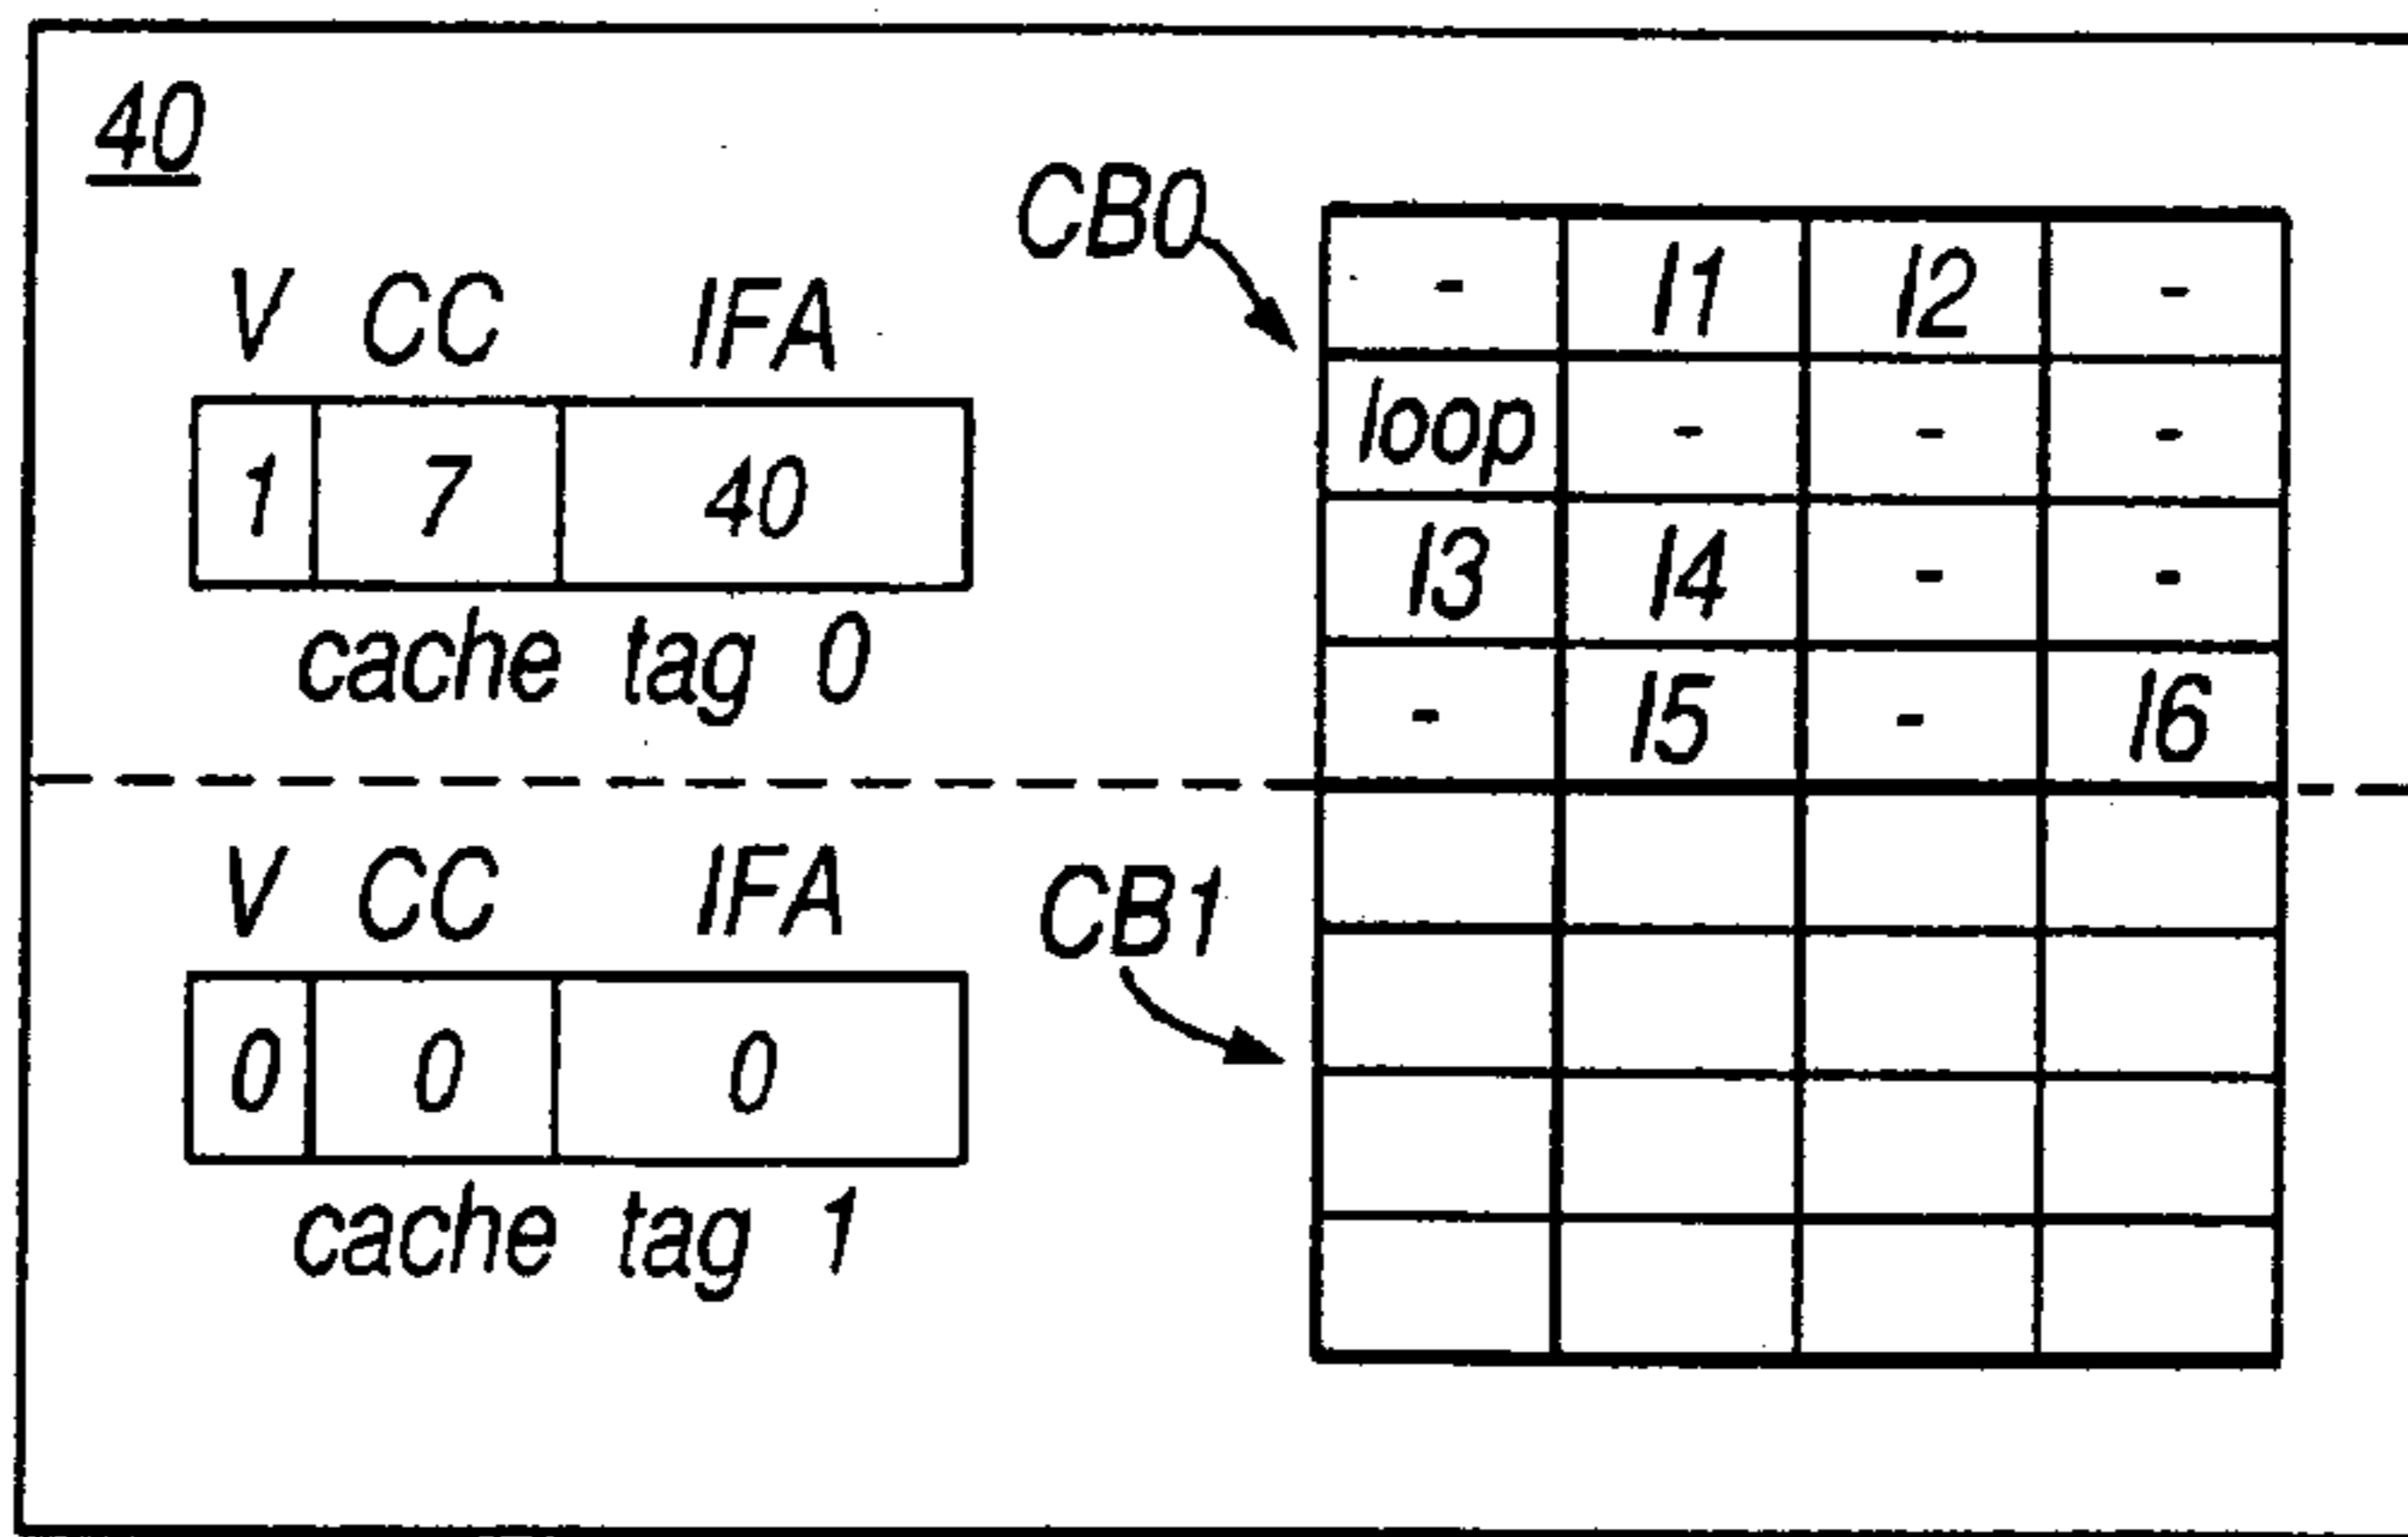 40
V CC IFA
1 7 40
cache tag 0
CB0
- I1 I2 -
loop - - -
I3 I4 - -
- I5 - I6
V CC IFA
0 0 0
cache tag 1
CB1